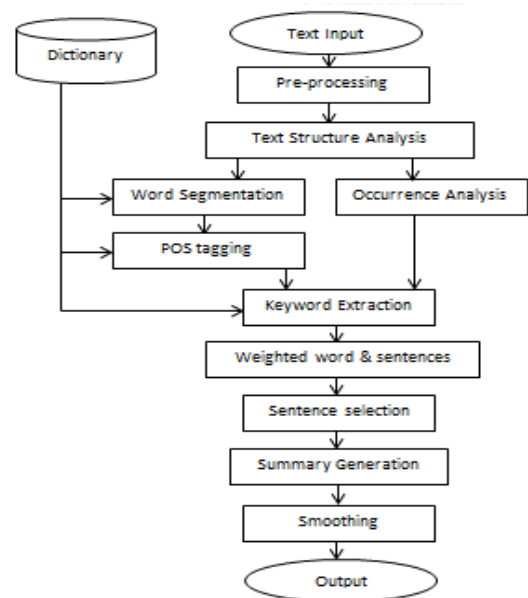 Text Input
Dictionary
Pre-processing
Text Structure Analysis
Word Segmentation
Occurrence Analysis
POS tagging
Keyword Extraction
Weighted word & sentences
Sentence selection
Summary Generation
Smoothing
Output